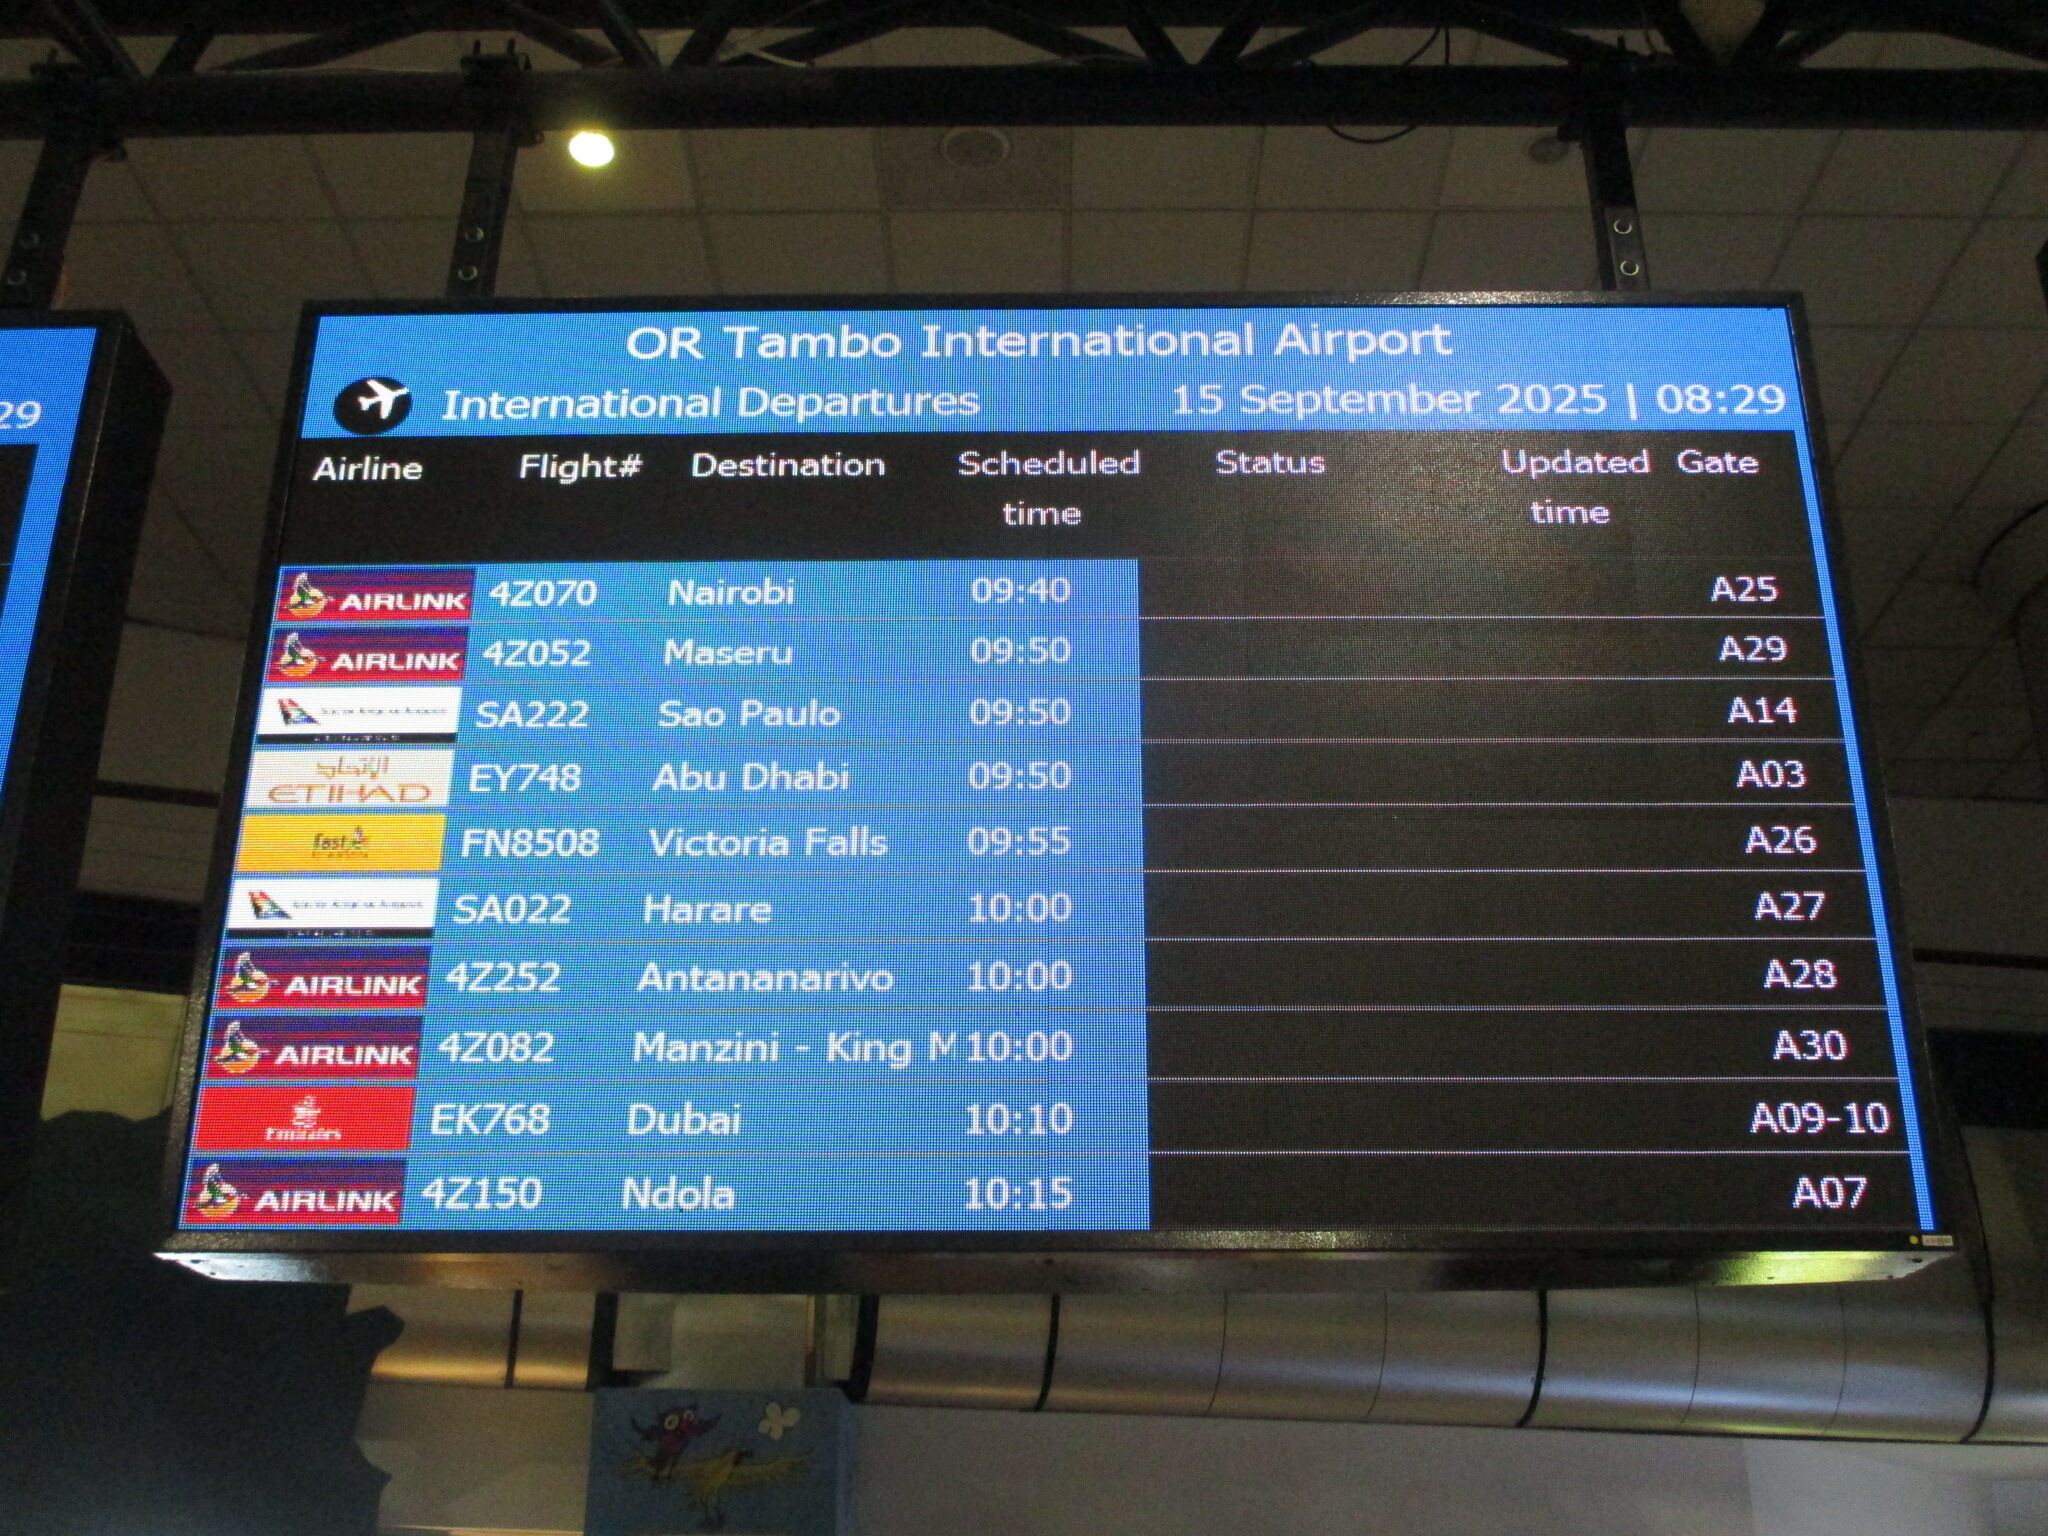 29
OR Tambo International Airport
International Departures 15 September 2025 | 08:29
Airline Flight# Destination Scheduled time Status Updated time Gate
AIRLINK 4Z070 Nairobi 09:40 A25
AIRLINK 4Z052 Maseru 09:50 A29
SA222 Sao Paulo 09:50 A14
الإتحاد ETIHAD EY748 Abu Dhabi 09:50 A03
fast FN8508 Victoria Falls 09:55 A26
SA022 Harare 10:00 A27
AIRLINK 4Z252 Antananarivo 10:00 A28
AIRLINK 4Z082 Manzini - King M 10:00 A30
Emirates EK768 Dubai 10:10 A09-10
AIRLINK 4Z150 Ndola 10:15 A07